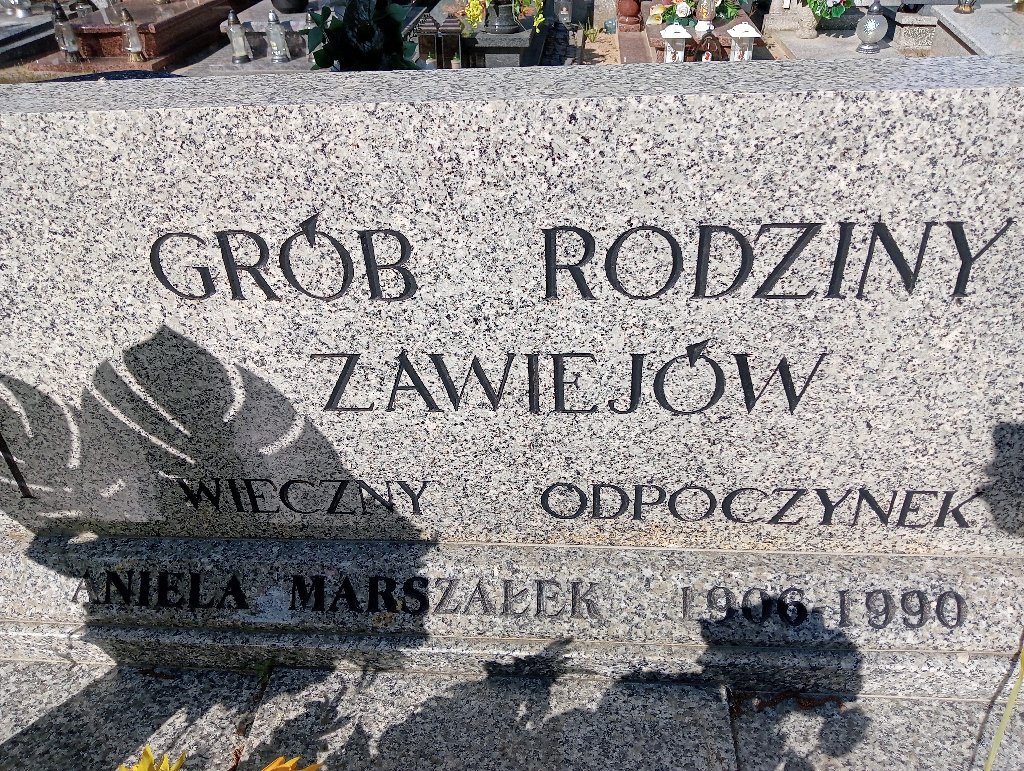 GRÓB RODZINY
ZAWIEJÓW
WIECZNY ODPOCZYNEK
ANIELA MARSZAŁEK 1906-1990